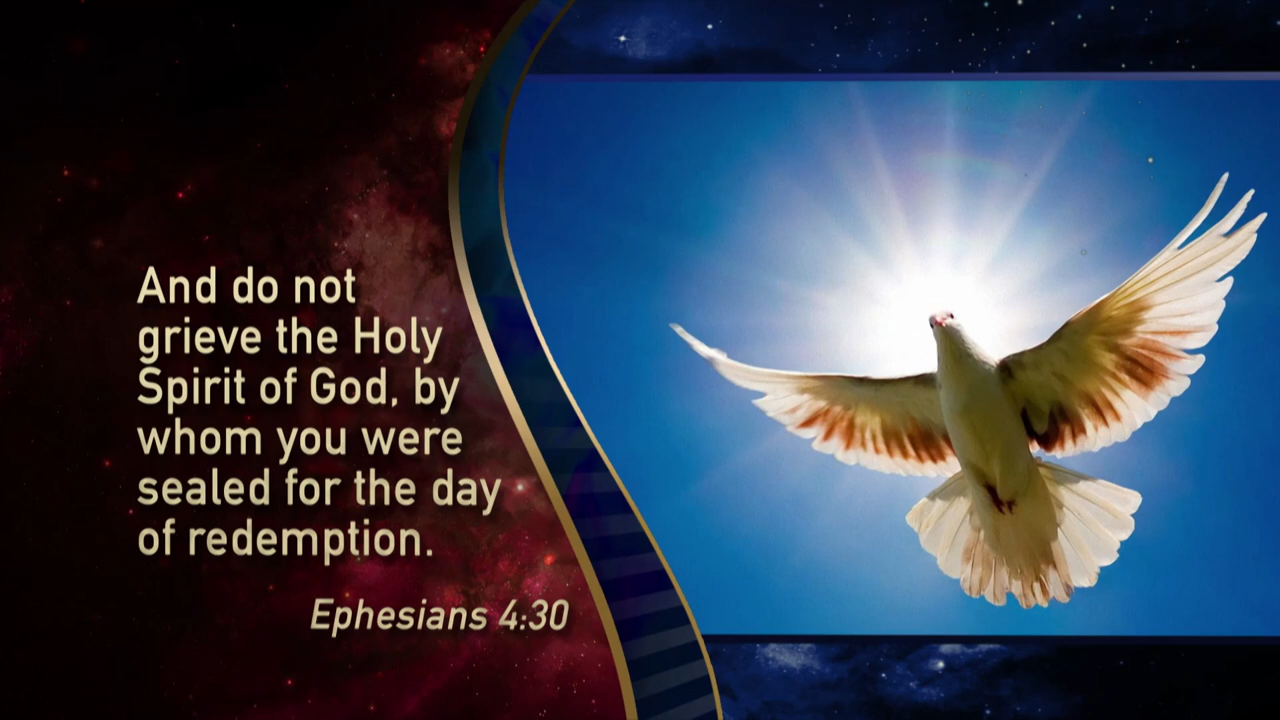 And do not
grieve the Holy
Spirit of God, by
whom you were
sealed for the day
of redemption.
Ephesians 4:30